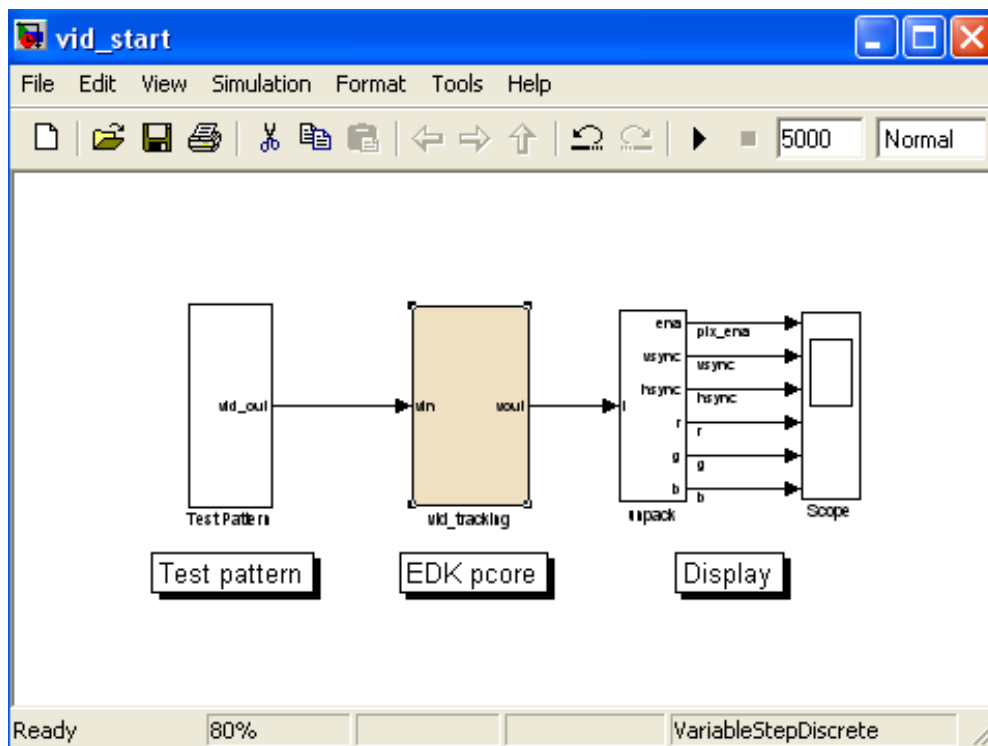 vid_start
File Edit View Simulation Format Tools Help
5000 Normal
vid_out
Test Pattern
vin vout
vid_tracking
i
ena
vsync
hsync
r
g
b
unpack
pix_ena
vsync
hsync
r
g
b
Scope
Test pattern
EDK pcore
Display
Ready 80% VariableStepDiscrete